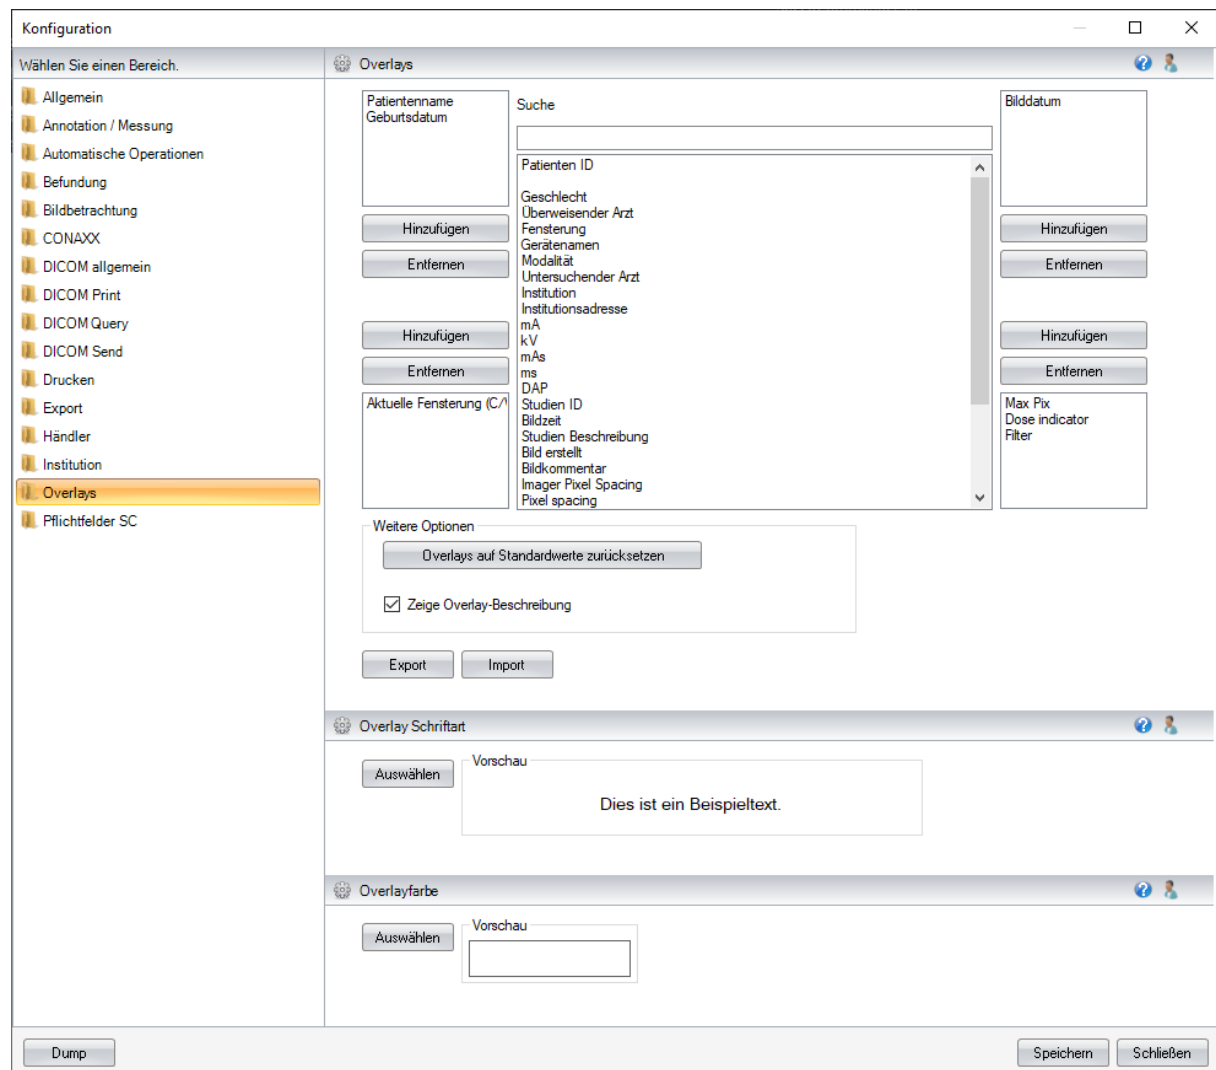 Konfiguration
Wählen Sie einen Bereich.
Allgemein
Annotation / Messung
Automatische Operationen
Befundung
Bildbetrachtung
CONAXX
DICOM allgemein
DICOM Print
DICOM Query
DICOM Send
Drucken
Export
Händler
Institution
Overlays
Pflichtfelder SC
Overlays
Patientenname
Geburtsdatum
Hinzufügen
Entfernen
Hinzufügen
Entfernen
Aktuelle Fensterung (C/
Suche
Patienten ID
Geschlecht
Überweisender Arzt
Fensterung
Gerätenamen
Modalität
Untersuchender Arzt
Institution
Institutionsadresse
mA
kV
mAs
ms
DAP
Studien ID
Bildzeit
Studien Beschreibung
Bild erstellt
Bildkommentar
Imager Pixel Spacing
Pixel spacing
Bilddatum
Hinzufügen
Entfernen
Hinzufügen
Entfernen
Max Pix
Dose indicator
Filter
Weitere Optionen
Overlays auf Standardwerte zurücksetzen
Zeige Overlay-Beschreibung
Export
Import
Overlay Schriftart
Auswählen
Vorschau
Dies ist ein Beispieltext.
Overlayfarbe
Auswählen
Vorschau
Dump
Speichern
Schließen